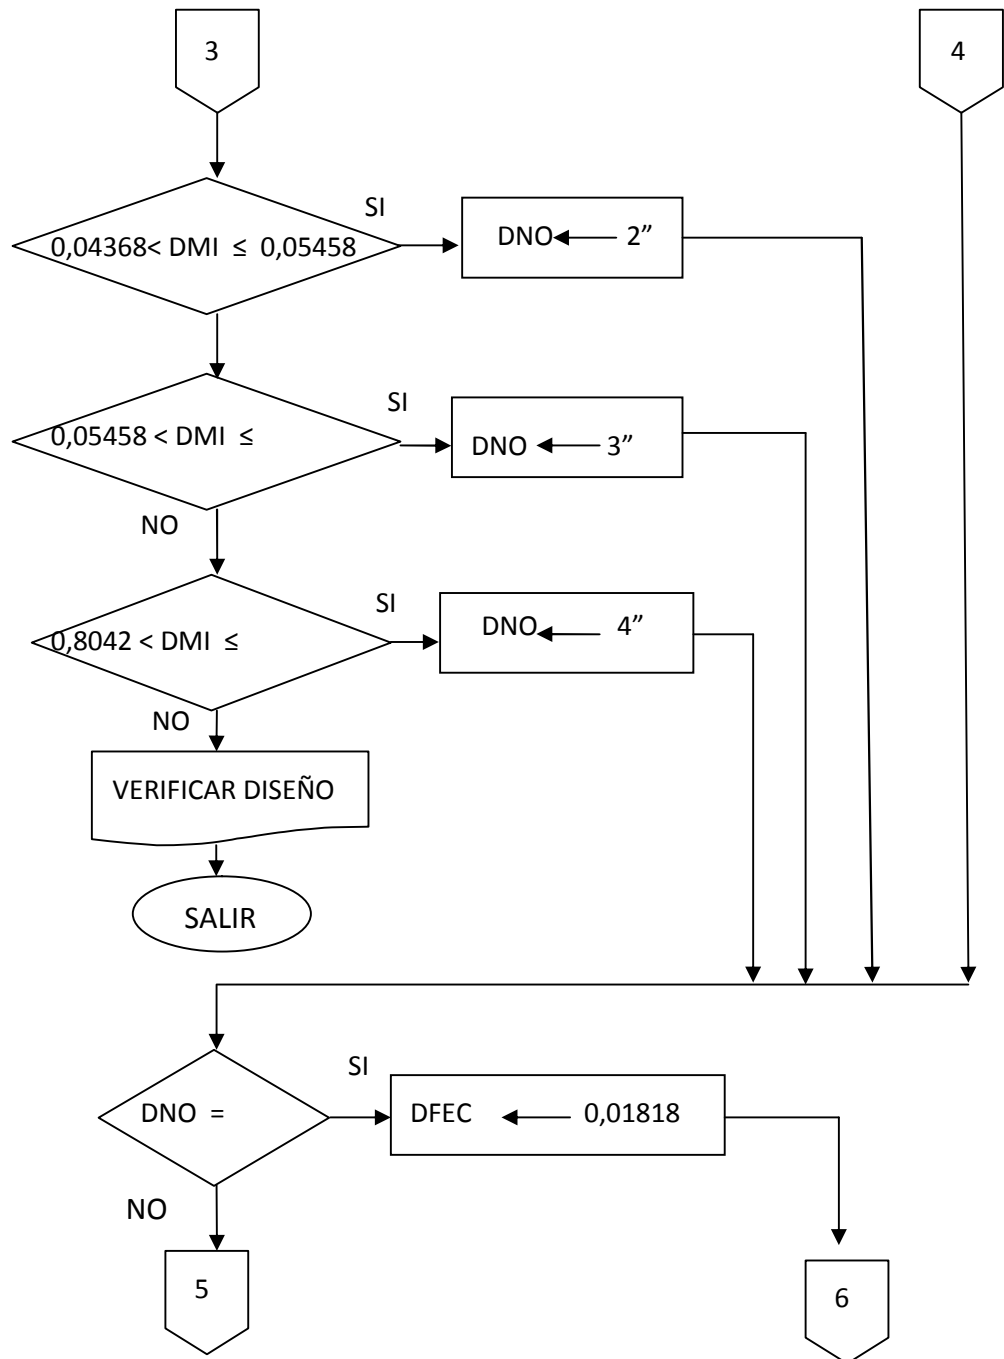 3
4
SI
0,04368< DMI ≤ 0,05458
DNO 2”
SI
0,05458 < DMI ≤
DNO 3”
NO
SI
0,8042 < DMI ≤
DNO 4”
NO
VERIFICAR DISEÑO
SALIR
SI
DNO =
DFEC 0,01818
NO
5
6